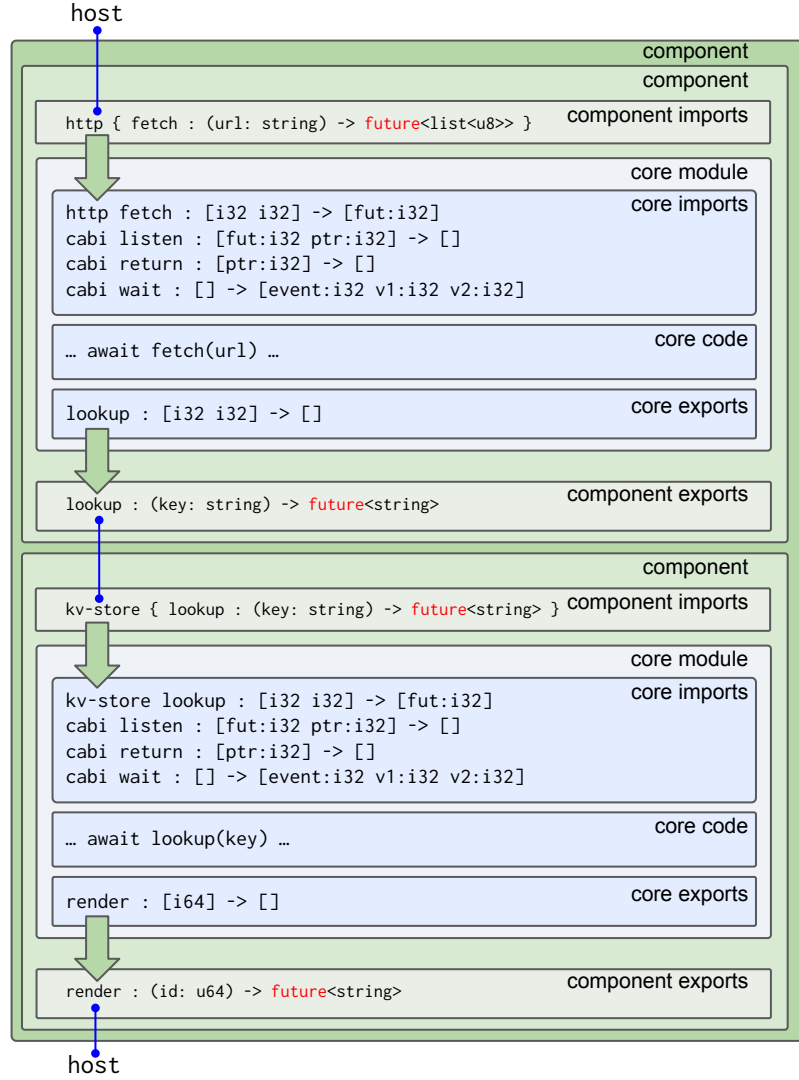 host
component
component
component imports
http { fetch : (url: string) -> future<list<u8>> }
core module
core imports
http fetch : [i32 i32] -> [fut:i32]
cabi listen : [fut:i32 ptr:i32] -> []
cabi return : [ptr:i32] -> []
cabi wait : [] -> [event:i32 v1:i32 v2:i32]
core code
… await fetch(url) …
core exports
lookup : [i32 i32] -> []
component exports
lookup : (key: string) -> future<string>
component
component imports
kv-store { lookup : (key: string) -> future<string> }
core module
core imports
kv-store lookup : [i32 i32] -> [fut:i32]
cabi listen : [fut:i32 ptr:i32] -> []
cabi return : [ptr:i32] -> []
cabi wait : [] -> [event:i32 v1:i32 v2:i32]
core code
… await lookup(key) …
core exports
render : [i64] -> []
component exports
render : (id: u64) -> future<string>
host